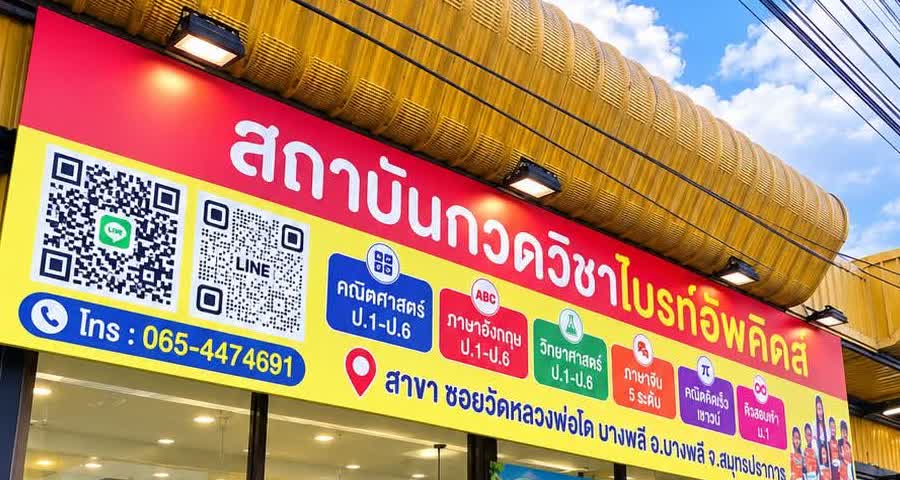 สถาบันกวดวิชาไบรท์อัพคิดส์
LINE
LINE
โทร : 065-4474691
คณิตศาสตร์
ป.1-ป.6
ABC
ภาษาอังกฤษ
ป.1-ป.6
วิทยาศาสตร์
ป.1-ป.6
ภาษาจีน
5 ระดับ
π
คณิตคิดเร็ว
เชาวน์
ติวสอบเข้า
ม.1
สาขา ซอยวัดหลวงพ่อโต บางพลี อ.บางพลี จ.สมุทรปราการ